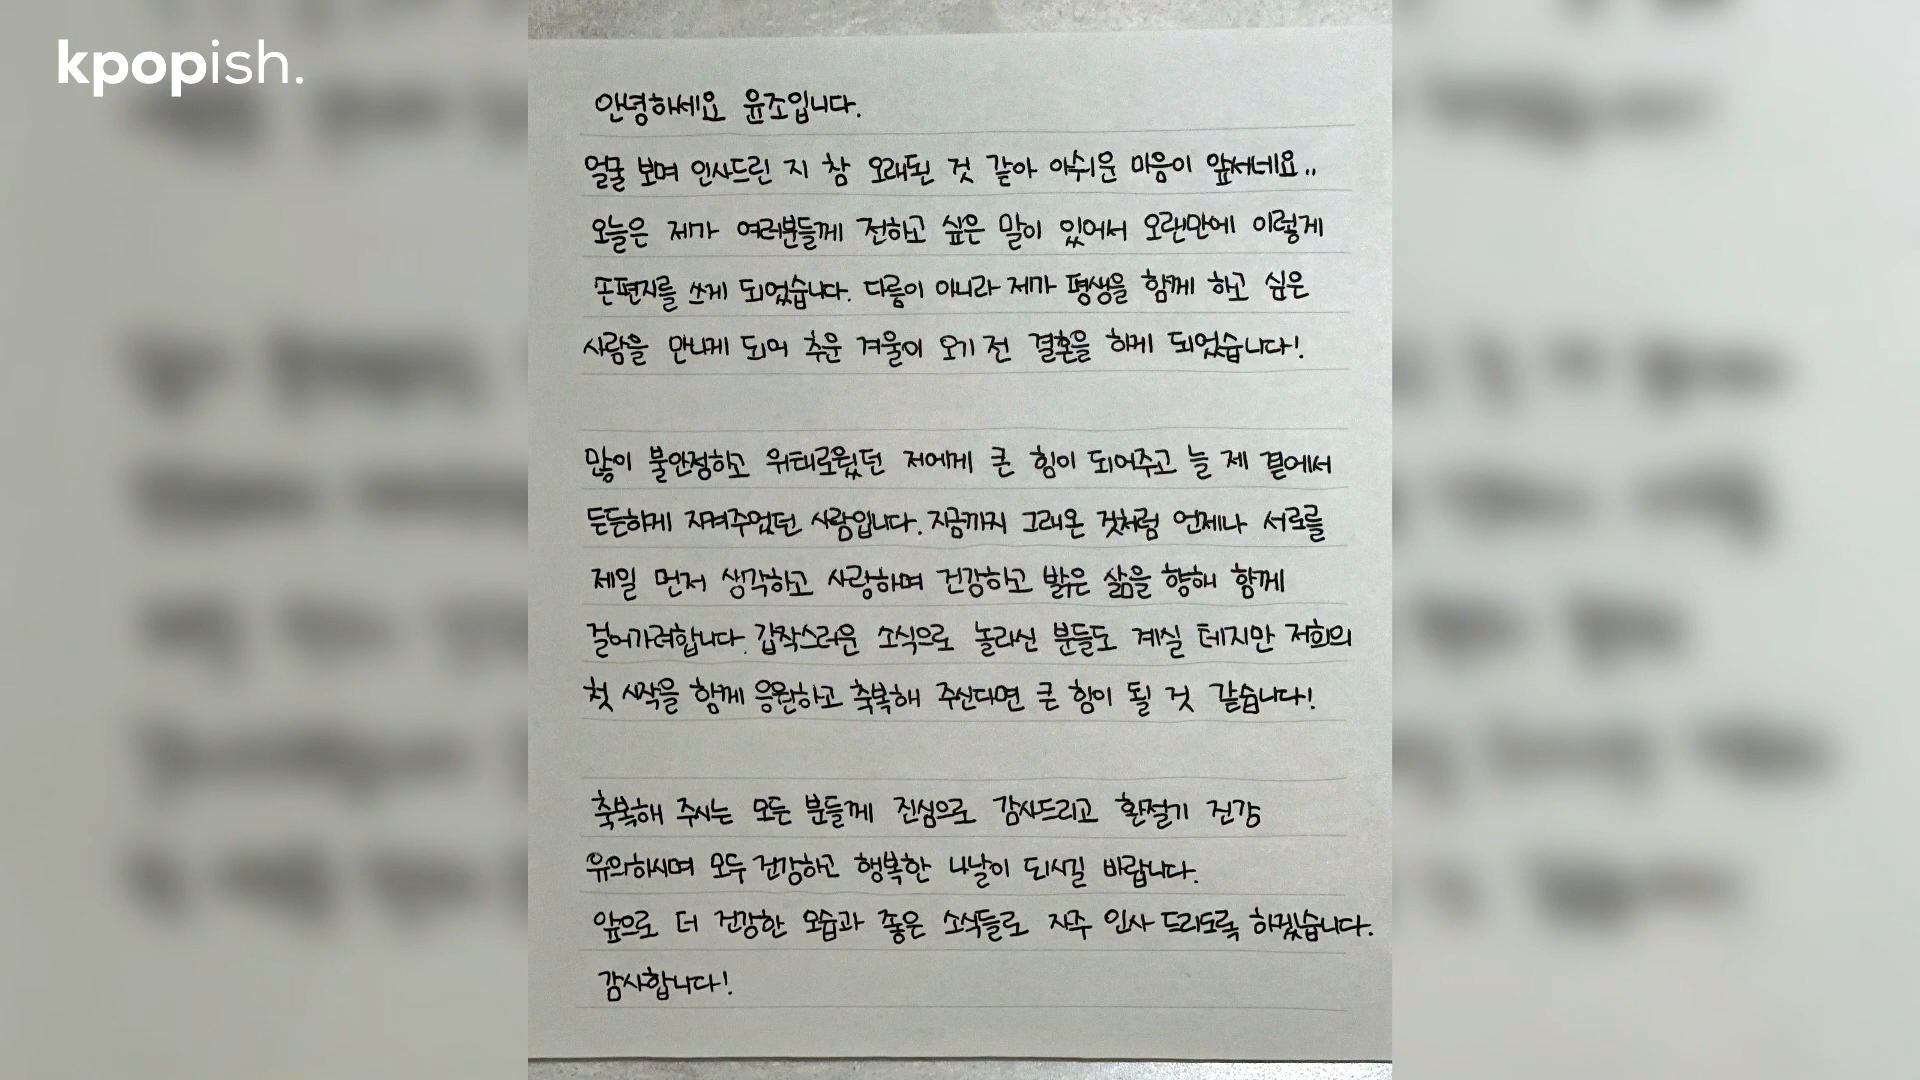 kpopish.
안녕하세요 윤조입니다.
얼굴 보며 인사드린 지 참 오래된 것 같아 아쉬운 마음이 앞서네요..
오늘은 제가 여러분들께 전하고 싶은 말이 있어서 오랜만에 이렇게
손편지를 쓰게 되었습니다. 다름이 아니라 제가 평생을 함께 하고 싶은
사람을 만나게 되어 추운 겨울이 오기 전 결혼을 하게 되었습니다!
많이 불안정하고 위태로웠던 저에게 큰 힘이 되어주고 늘 제 곁에서
든든하게 지켜주었던 사람입니다. 지금까지 그래온 것처럼 언제나 서로를
제일 먼저 생각하고 사랑하며 건강하고 밝은 삶을 향해 함께
걸어가려합니다. 갑작스러운 소식으로 놀라신 분들도 계실 테지만 저희의
첫 시작을 함께 응원하고 축복해 주신다면 큰 힘이 될 것 같습니다!
축복해 주시는 모든 분들께 진심으로 감사드리고 환절기 건강
유의하시며 모두 건강하고 행복한 나날이 되시길 바랍니다.
앞으로 더 건강한 모습과 좋은 소식들로 자주 인사 드리도록 하겠습니다.
감사합니다!